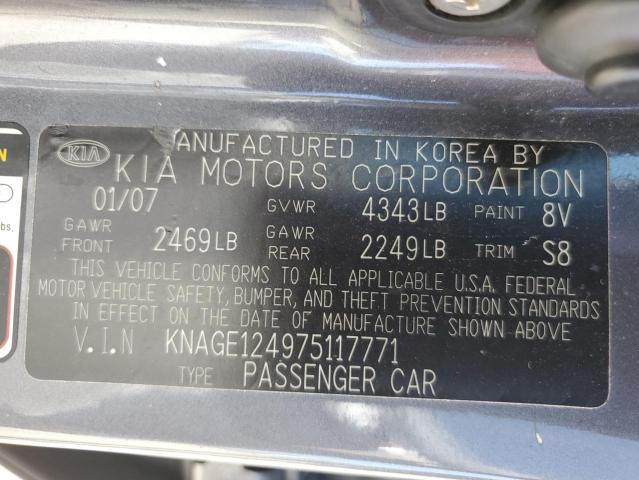 KIA
MANUFACTURED IN KOREA BY
KIA MOTORS CORPORATION
01/07 GVWR 4343LB PAINT 8V
GAWR FRONT 2469LB GAWR REAR 2249LB TRIM S8
THIS VEHICLE CONFORMS TO ALL APPLICABLE U.S.A. FEDERAL
MOTOR VEHICLE SAFETY, BUMPER, AND THEFT PREVENTION STANDARDS
IN EFFECT ON THE DATE OF MANUFACTURE SHOWN ABOVE
V.I.N KNAGE124975117771
TYPE PASSENGER CAR